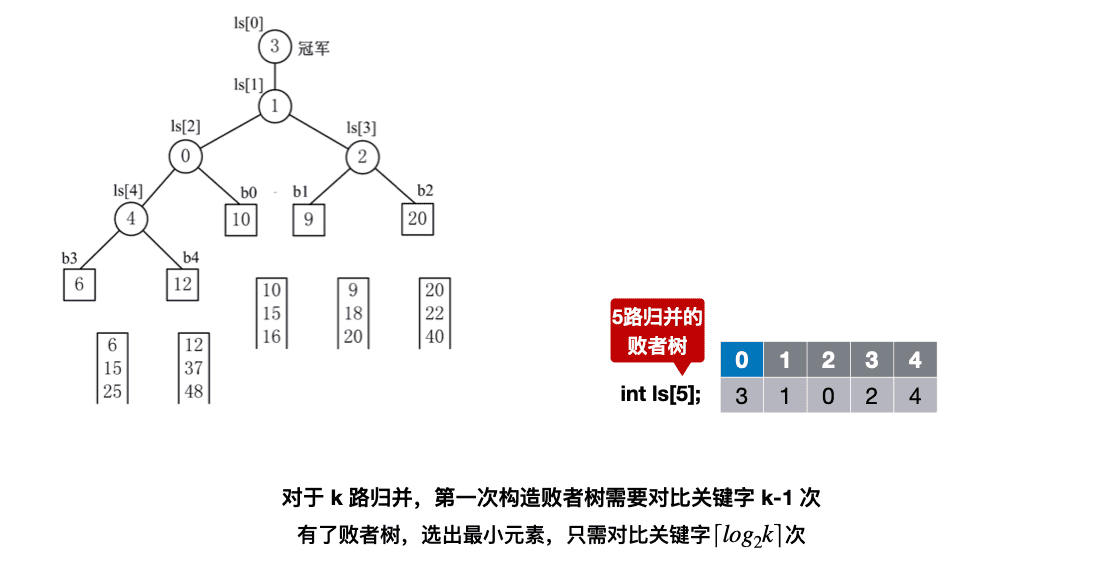 ls[0]
3 冠军
ls[1]
1
ls[2]
ls[3]
0
2
ls[4]
b0
b1
b2
4
10
9
20
b3
b4
6
12
10
9
20
15
18
22
16
20
40
6
12
15
37
25
48
5路归并的
败者树
0 1 2 3 4
int ls[5]; 3 1 0 2 4
对于 k 路归并，第一次构造败者树需要对比关键字 k-1 次
有了败者树，选出最小元素，只需对比关键字⌈log₂k⌉次